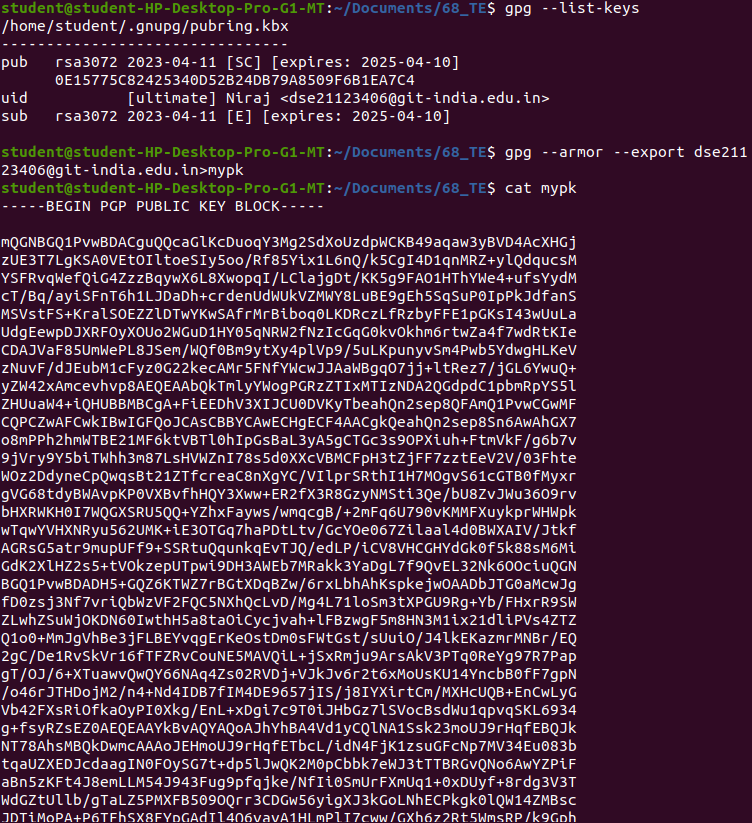 student@student-HP-Desktop-Pro-G1-MT:~/Documents/68_TE$ gpg --list-keys
/home/student/.gnupg/pubring.kbx
--------------------------------
pub   rsa3072 2023-04-11 [SC] [expires: 2025-04-10]
      0E15775C82425340D52B24DB79A8509F6B1EA7C4
uid           [ultimate] Niraj <dse21123406@git-india.edu.in>
sub   rsa3072 2023-04-11 [E] [expires: 2025-04-10]

student@student-HP-Desktop-Pro-G1-MT:~/Documents/68_TE$ gpg --armor --export dse211
23406@git-india.edu.in>mypk
student@student-HP-Desktop-Pro-G1-MT:~/Documents/68_TE$ cat mypk
-----BEGIN PGP PUBLIC KEY BLOCK-----

mQGNBGQ1PvwBDACguQQcaGlKcDuoqY3Mg2SdXoUzdpWCKB49aqaw3yBVD4AcXHGj
zUE3T7LgKSA0VEtOIltoeSIy5oo/Rf85Yix1L6nQ/k5CgI4D1qnMRZ+ylQdqucsM
YSFRvqWefQiG4ZzzBqywX6L8XwopqI/LClajgDt/KK5g9FAO1HThYWe4+ufsYydM
cT/Bq/ayiSFnT6h1LJDaDh+crdenUdWUkVZMWY8LuBE9gEh5SqSuP0IpPkJdfanS
MSVstFS+KralSOEZZlDTwYKwSAfrMrBiboq0LKDRczLfRzbyFFE1pGKsI43wUuLa
UdgEewpDJXRFOyXOUo2WGuD1HY05qNRW2fNzIcGqG0kvOkhm6rtwZa4f7wdRtKIe
CDAJVaF85UmWePL8JSem/WQf0Bm9ytXy4plVp9/5uLKpunyvSm4Pwb5YdwgHLKeV
zNuvF/dJEubM1cFyz0G22kecAMr5FNfYWcwJJAaWBgqO7jj+ltRez7/jGL6YwuQ+
yZW42xAmcevhvp8AEQEAAbQkTmlyYWogPGRzZTIxMTIzNDA2QGdpdC1pbmRpYS5l
ZHUuaW4+iQHUBBMBCgA+FiEEDhV3XIJCU0DVKyTbeahQn2sep8QFAmQ1PvwCGwMF
CQPCZwAFCwkIBwIGFQoJCAsCBBYCAwECHgECF4AACgkQeahQn2sep8Sn6AwAhGX7
o8mPPh2hmWTBE21MF6ktVBTl0hIpGsBaL3yA5gCTGc3s9OPXiuh+FtmVkF/g6b7v
9jVry9Y5biTWhh3m87LsHVWZnI78s5d0XXcVBMCFpH3tZjFF7zztEeV2V/03Fhte
WOz2DdyneCpQwqsBt21ZTfcreaC8nXgYC/VIlprSRthI1H7MOgvS61cGTB0fMyxr
gVG68tdyBWAvpKP0VXBvfhHQY3Xww+ER2fX3R8GzyNMSti3Qe/bU8ZvJWu36O9rv
bHXRWKH0I7WQGXSRU5QQ+YZhxFayws/wmqcgB/+2mFq6U790vKMMFXuykprWHWpk
wTqwYVHXNRyu562UMK+iE3OTGq7haPDtLtv/GcYOe067Zilaal4d0BWXAIV/Jtkf
AGRsG5atr9mupUFf9+SSRtuQqunkqEvTJQ/edLP/iCV8VHCGHYdGk0f5k88sM6Mi
GdK2XlHZ2s5+tVOkzepUTpwi9DH3AWEb7MRakk3YaDgL7f9QvEL32Nk6OOciuQGN
BGQ1PvwBDADH5+GQZ6KTWZ7rBGtXDqBZw/6rxLbhAhKspkejwOAADbJTG0aMcwJg
fD0zsj3Nf7vriQbWzVF2FQC5NXhQcLvD/Mg4L71loSm3tXPGU9Rg+Yb/FHxrR9SW
ZLwhZSuWjOKDN60IwthH5a8taOiCycjvah+lFBzwgF5m8HN3M1ix21dliPVs4ZTZ
Q1o0+MmJgVhBe3jFLBEYvqgErKeOstDm0sFWtGst/sUuiO/J4lkEKazmrMNBr/EQ
2gC/De1RvSkVr16fTFZRvCouNE5MAVQiL+jSxRmju9ArsAkV3PTq0ReYg97R7Pap
gT/OJ/6+XTuawvQwQY66NAq4Zs02RVDj+VJkJv6r2t6xMoUsKU14YncbB0fF7gpN
/o46rJTHDojM2/n4+Nd4IDB7fIM4DE9657jIS/j8IYXirtCm/MXHcUQB+EnCwLyG
Vb42FXsRiOfkaOyPI0Xkg/EnL+xDgi7c9T0iJHbGz7lSVocBsdWu1qpvqSKL6934
g+fsyRZsEZ0AEQEAAYkBvAQYAQoAJhYhBA4Vd1yCQlNA1Ssk23moUJ9rHqfEBQJk
NT78AhsMBQkDwmcAAAoJEHmoUJ9rHqfETbcL/idN4FjK1zsuGFcNp7MV34Eu083b
tqaUZXEDJcdaagIN0FOySG7t+dp5lJwQK2M0pCbbk7eWJ3tTTBRGvQNo6AwYZPiF
aBn5zKFt4J8emLLM54J943Fug9pfqjke/NfIi0SmUrFXmUq1+0xDUyf+8rdg3V3T
WdGZtUllb/gTaLZ5PMXFB509OQrr3CDGw56yigXJ3kGoLNhECPkgk0lQW14ZMBsc
JDTiMoPA+P6TFhSX8FYpGAdIl4Q6vavA1HLmPlI7cww/GXh6z2Rt5WmsRP/k9Gph